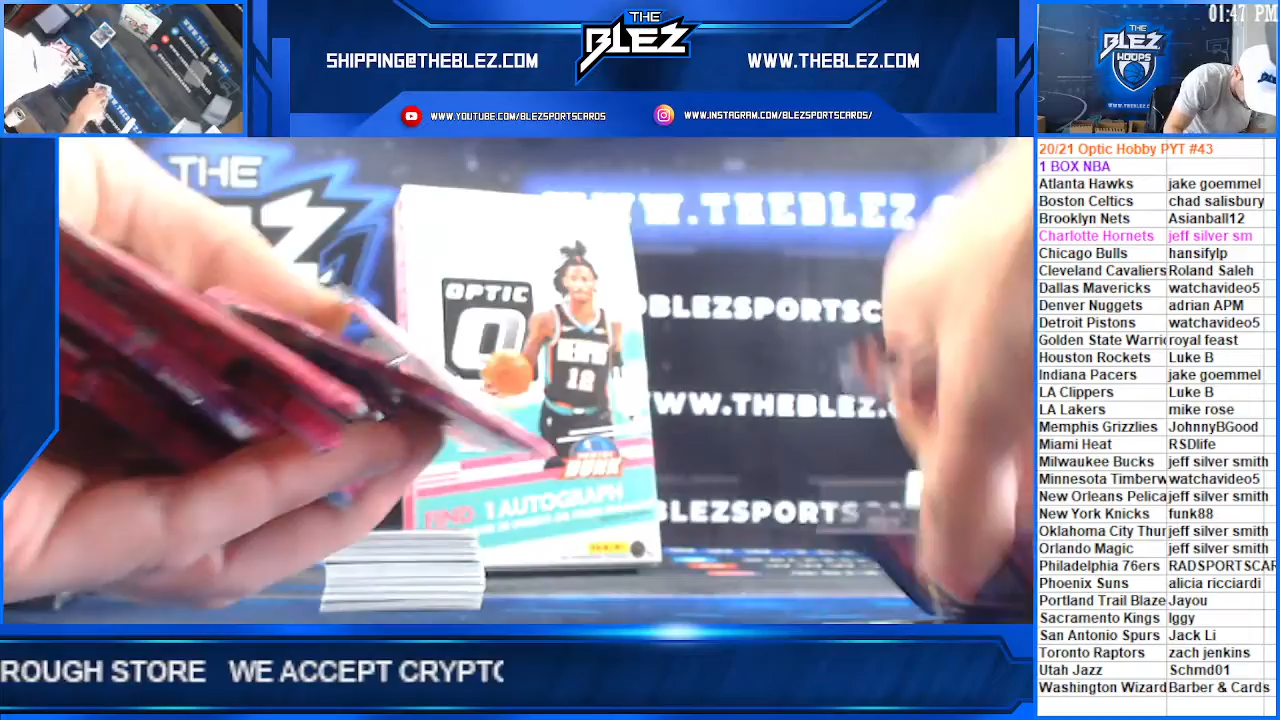 THE
BLEZ
SHIPPING@THEBLEZ.COM
WWW.THEBLEZ.COM
WWW.YOUTUBE.COM/BLEZSPORTSCARDS
WWW.INSTAGRAM.COM/BLEZSPORTSCARDS/
01:47 PM
THE
BLEZ
HOOPS
THE
WWW.THEBLEZ.C
OPTIC
O
12
OBLEZSPORTSC
WWW.THEBLEZ.
BLEZSPORTS
FIND 1 AUTOGRAPH
PANINI
20/21 Optic Hobby PYT #43
1 BOX NBA
Atlanta Hawks jake goemmel
Boston Celtics chad salisbury
Brooklyn Nets Asianball12
Charlotte Hornets jeff silver sm
Chicago Bulls hansifylp
Cleveland Cavaliers Roland Saleh
Dallas Mavericks watchavideo5
Denver Nuggets adrian APM
Detroit Pistons watchavideo5
Golden State Warri royal feast
Houston Rockets Luke B
Indiana Pacers jake goemmel
LA Clippers Luke B
LA Lakers mike rose
Memphis Grizzlies JohnnyBGood
Miami Heat RSDlife
Milwaukee Bucks jeff silver smith
Minnesota Timberw watchavideo5
New Orleans Pelica jeff silver smith
New York Knicks funk88
Oklahoma City Thur jeff silver smith
Orlando Magic jeff silver smith
Philadelphia 76ers RADSPORTSCAR
Phoenix Suns alicia ricciardi
Portland Trail Blaze Jayou
Sacramento Kings Iggy
San Antonio Spurs Jack Li
Toronto Raptors zach jenkins
Utah Jazz Schmd01
Washington Wizard Barber & Cards
ROUGH STORE WE ACCEPT CRYPTO